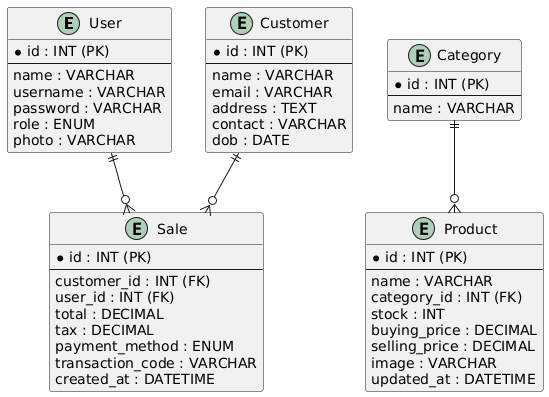 E User
* id : INT (PK)
name : VARCHAR
username : VARCHAR
password : VARCHAR
role : ENUM
photo : VARCHAR
E Customer
* id : INT (PK)
name : VARCHAR
email : VARCHAR
address : TEXT
contact : VARCHAR
dob : DATE
E Category
* id : INT (PK)
name : VARCHAR
E Sale
* id : INT (PK)
customer_id : INT (FK)
user_id : INT (FK)
total : DECIMAL
tax : DECIMAL
payment_method : ENUM
transaction_code : VARCHAR
created_at : DATETIME
E Product
* id : INT (PK)
name : VARCHAR
category_id : INT (FK)
stock : INT
buying_price : DECIMAL
selling_price : DECIMAL
image : VARCHAR
updated_at : DATETIME